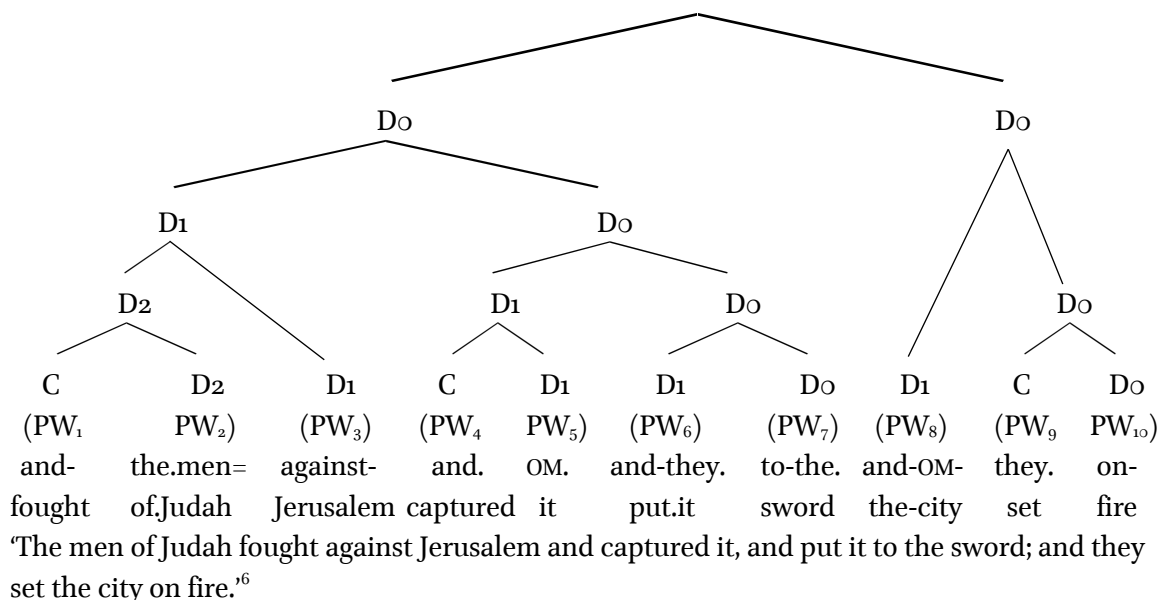 D0 D0
D1 D0
D2 D1 D0 D0
C D2 D1 C D1 D1 D0 D1 C D0
(PW₁ PW₂) (PW₃) (PW₄ PW₅) (PW₆) (PW₇) (PW₈) (PW₉ PW₁₀)
and- the.men= against- and. OM. and-they. to-the. and-OM- they. on-
fought of.Judah Jerusalem captured it put.it sword the-city set fire
‘The men of Judah fought against Jerusalem and captured it, and put it to the sword; and they
set the city on fire.’⁶